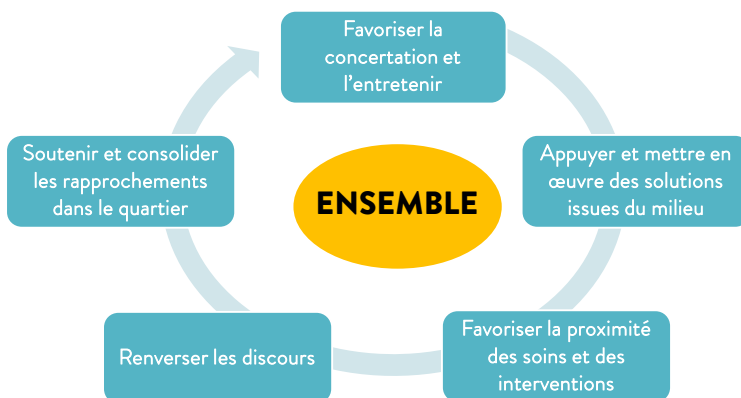 Favoriser la
concertation et
l'entretenir
Appuyer et mettre en
œuvre des solutions
issues du milieu
Favoriser la proximité
des soins et des
interventions
Renverser les discours
Soutenir et consolider
les rapprochements
dans le quartier
ENSEMBLE